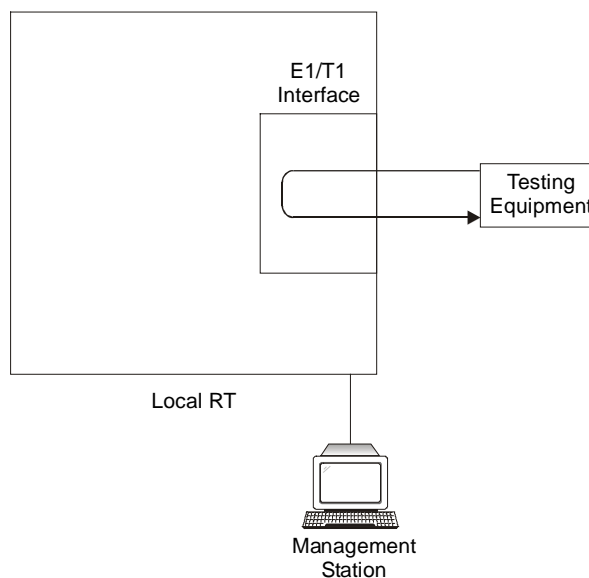 E1/T1
Interface
Testing
Equipment
Local RT
Management
Station